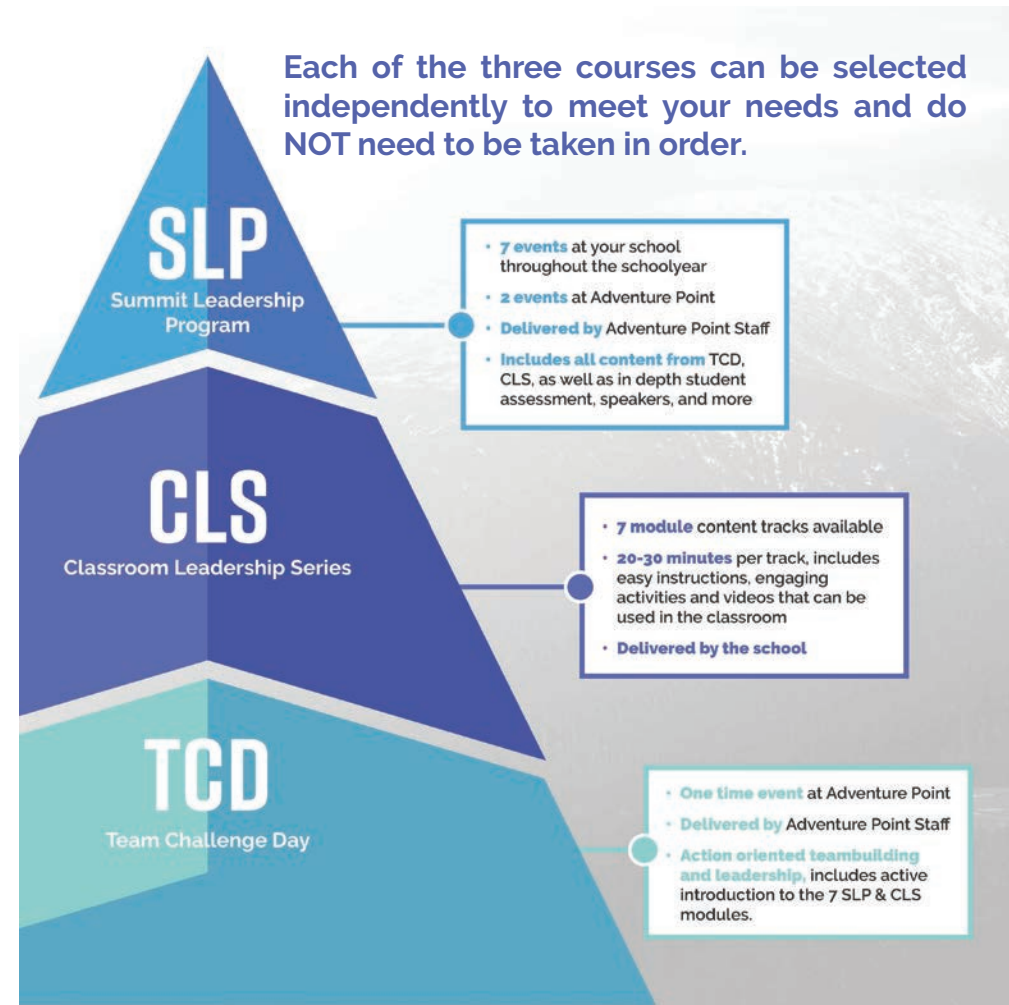 Each of the three courses can be selected
independently to meet your needs and do
NOT need to be taken in order.
SLP
Summit Leadership
Program
• 7 events at your school
throughout the schoolyear
• 2 events at Adventure Point
• Delivered by Adventure Point Staff
• Includes all content from TCD,
CLS, as well as in depth student
assessment, speakers, and more
CLS
Classroom Leadership Series
• 7 module content tracks available
• 20-30 minutes per track, includes
easy instructions, engaging
activities and videos that can be
used in the classroom
• Delivered by the school
TCD
Team Challenge Day
• One time event at Adventure Point
• Delivered by Adventure Point Staff
• Action oriented teambuilding
and leadership, includes active
introduction to the 7 SLP & CLS
modules.